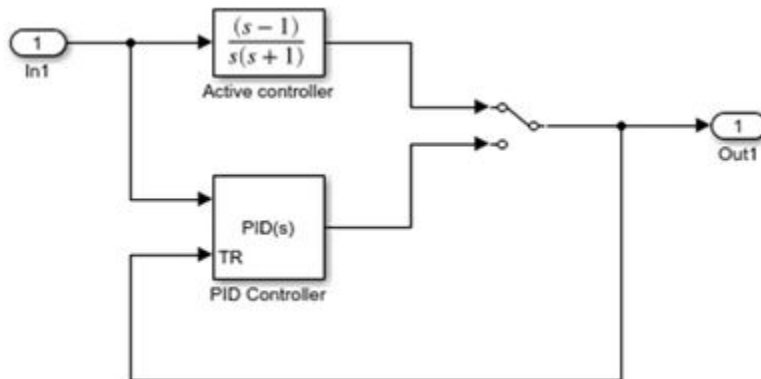 1
In1
(s − 1)
s(s + 1)
Active controller
1
Out1
PID(s)
TR
PID Controller